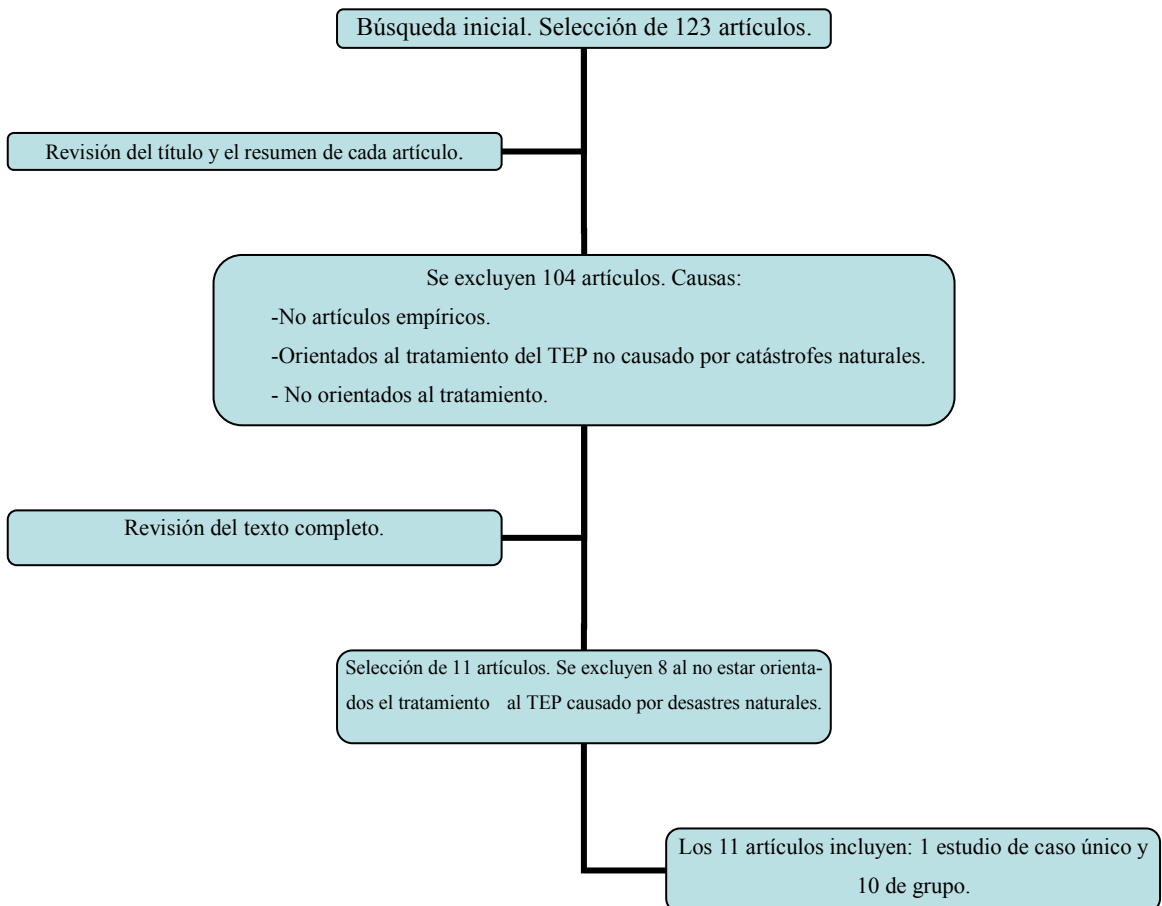 Búsqueda inicial. Selección de 123 artículos.
Revisión del título y el resumen de cada artículo.
Se excluyen 104 artículos. Causas:
-No artículos empíricos.
-Orientados al tratamiento del TEP no causado por catástrofes naturales.
- No orientados al tratamiento.
Revisión del texto completo.
Selección de 11 artículos. Se excluyen 8 al no estar orienta-
dos el tratamiento al TEP causado por desastres naturales.
Los 11 artículos incluyen: 1 estudio de caso único y
10 de grupo.